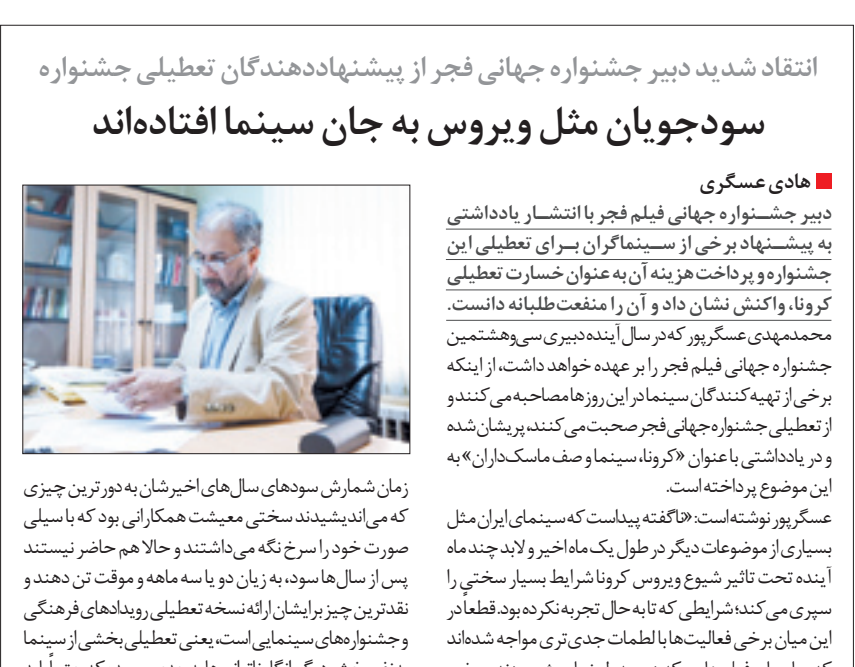 انتقاد شدید دبیر جشنواره جهانی فجر از پیشنهاددهندگان تعطیلی جشنواره
سودجویان مثل ویروس به جان سینما افتاده‌اند
هادی عسگری
دبیر جشنواره جهانی فیلم فجر با انتشار یادداشتی
به پیشنهاد برخی از سینماگران برای تعطیلی این
جشنواره و پرداخت هزینه آن به عنوان خسارت تعطیلی
کرونا، واکنش نشان داد و آن را منفعت‌طلبانه دانست.
محمدمهدی عسگرپور که در سال آینده دبیری سی‌وهشتمین
جشنواره جهانی فیلم فجر را بر عهده خواهد داشت، از اینکه
برخی از تهیه‌کنندگان سینما در این روزها مصاحبه می‌کنند و
از تعطیلی جشنواره جهانی فجر صحبت می‌کنند، پریشان شده
و در یادداشتی با عنوان «کرونا، سینما و صف ماسک‌داران» به
این موضوع پرداخته است.
عسگرپور نوشته است: «ناگفته پیداست که سینمای ایران مثل
بسیاری از موضوعات دیگر در طول یک ماه اخیر و لابد چند ماه
آینده تحت تاثیر شیوع ویروس کرونا شرایط بسیار سختی را
سپری می‌کند؛ شرایطی که تا به حال تجربه نکرده بود. قطعاً در
این میان برخی فعالیت‌ها با لطمات جدی‌تری مواجه شده‌اند
زمان شمارش سودهای سال‌های اخیرشان به دورترین چیزی
که می‌اندیشیدند سختی معیشت همکارانی بود که با سیلی
صورت خود را سرخ نگه می‌داشتند و حالا هم حاضر نیستند
پس از سال‌ها سود، به زیان دو یا سه ماهه و موقت تن دهند و
نقدترین چیز برایشان ارائه نسخه تعطیلی رویدادهای فرهنگی
و جشنواره‌های سینمایی است، یعنی تعطیلی بخشی از سینما